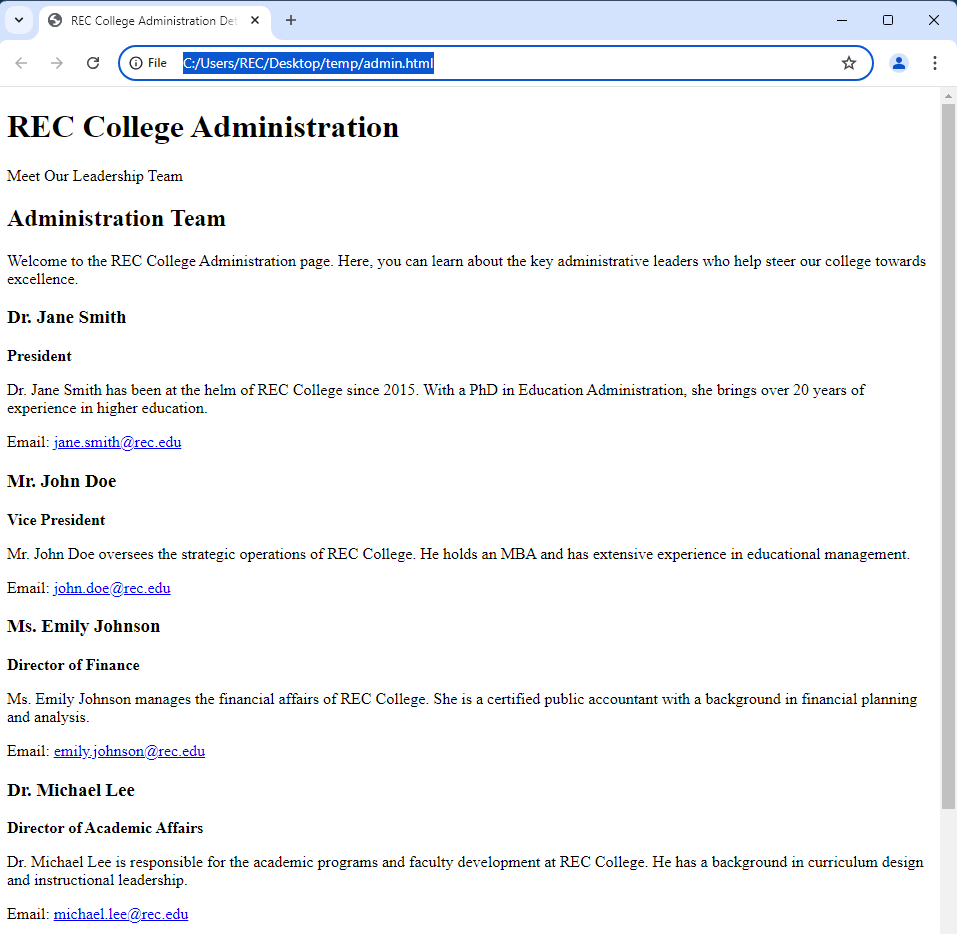 REC College Administration Det
File C:/Users/REC/Desktop/temp/admin.html
REC College Administration
Meet Our Leadership Team
Administration Team
Welcome to the REC College Administration page. Here, you can learn about the key administrative leaders who help steer our college towards
excellence.
Dr. Jane Smith
President
Dr. Jane Smith has been at the helm of REC College since 2015. With a PhD in Education Administration, she brings over 20 years of
experience in higher education.
Email: jane.smith@rec.edu
Mr. John Doe
Vice President
Mr. John Doe oversees the strategic operations of REC College. He holds an MBA and has extensive experience in educational management.
Email: john.doe@rec.edu
Ms. Emily Johnson
Director of Finance
Ms. Emily Johnson manages the financial affairs of REC College. She is a certified public accountant with a background in financial planning
and analysis.
Email: emily.johnson@rec.edu
Dr. Michael Lee
Director of Academic Affairs
Dr. Michael Lee is responsible for the academic programs and faculty development at REC College. He has a background in curriculum design
and instructional leadership.
Email: michael.lee@rec.edu